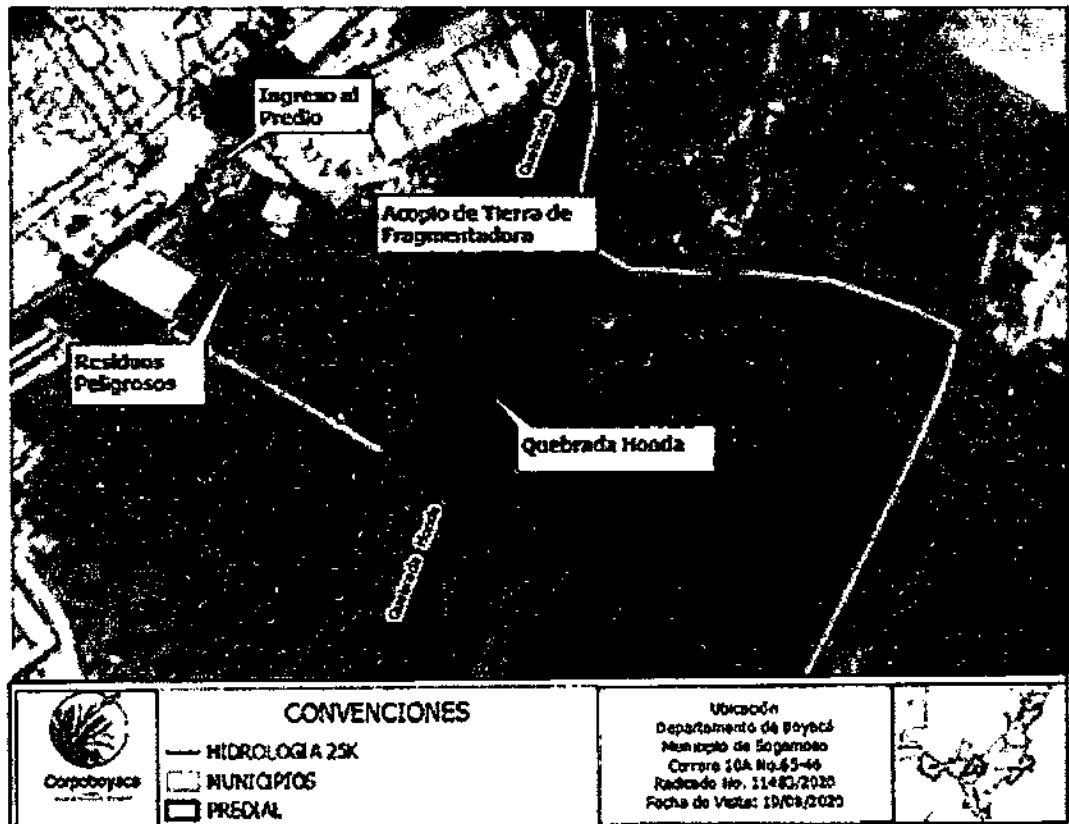 Ingreso al
Predio
Quebrada Honda
Acopio de Tierra de
Fragmentadora
Residuos
Peligrosos
Quebrada Honda
Quebrada Honda
CONVENCIONES
HIDROLOGIA 25K
MUNICIPIOS
PREDIAL
Corpoboyacá
Ubicación
Departamento de Boyacá
Municipio de Sogamoso
Carrera 10A No.65-46
Radicado No. 11482/2020
Fecha de Visita: 19/08/2020